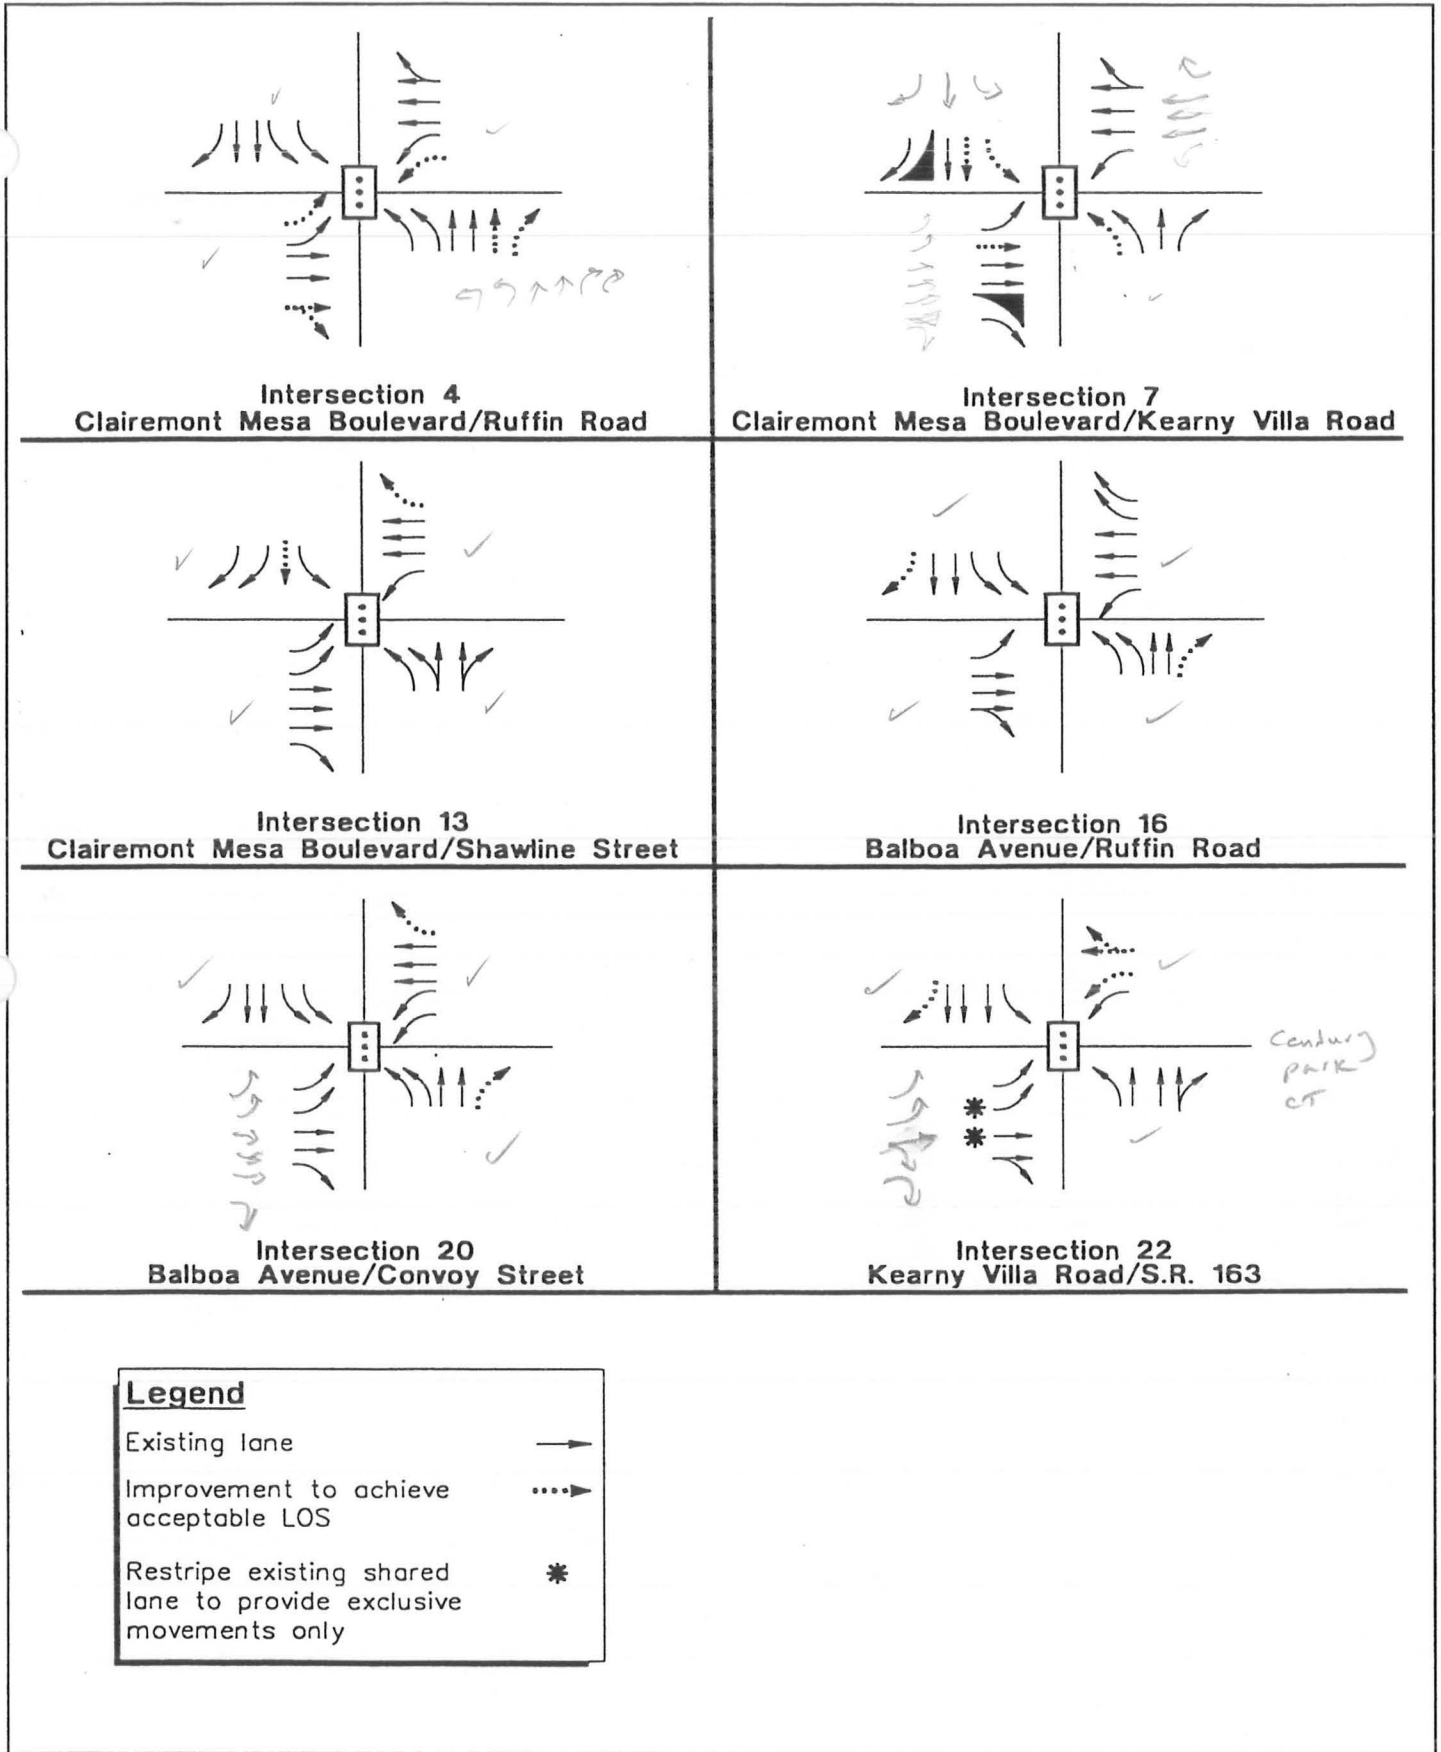 Intersection 4
Clairemont Mesa Boulevard/Ruffin Road
Intersection 7
Clairemont Mesa Boulevard/Kearny Villa Road
Intersection 13
Clairemont Mesa Boulevard/Shawline Street
Intersection 16
Balboa Avenue/Ruffin Road
Century
park
CT
Intersection 20
Balboa Avenue/Convoy Street
Intersection 22
Kearny Villa Road/S.R. 163
Legend
Existing lane
Improvement to achieve
acceptable LOS
Restripe existing shared
lane to provide exclusive
movements only